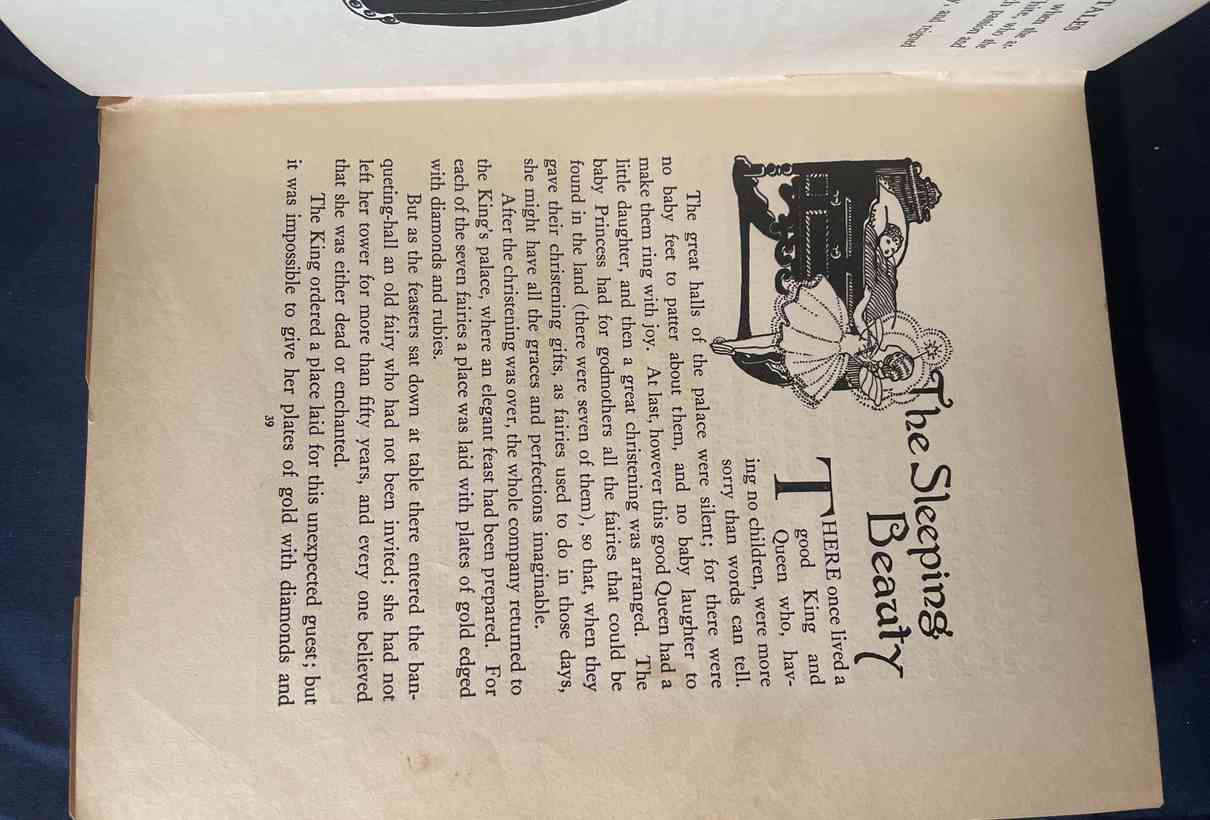 TALES
when the
who the
poison and
and tripped
The Sleeping
Beauty
THERE once lived a
good King and
Queen who, hav-
ing no children, were more
sorry than words can tell.
The great halls of the palace were silent; for there were
no baby feet to patter about them, and no baby laughter to
make them ring with joy. At last, however this good Queen had a
little daughter, and then a great christening was arranged. The
baby Princess had for godmothers all the fairies that could be
found in the land (there were seven of them), so that, when they
gave their christening gifts, as fairies used to do in those days,
she might have all the graces and perfections imaginable.
After the christening was over, the whole company returned to
the King's palace, where an elegant feast had been prepared. For
each of the seven fairies a place was laid with plates of gold edged
with diamonds and rubies.
But as the feasters sat down at table there entered the ban-
queting-hall an old fairy who had not been invited; she had not
left her tower for more than fifty years, and every one believed
that she was either dead or enchanted.
The King ordered a place laid for this unexpected guest; but
it was impossible to give her plates of gold with diamonds and
39